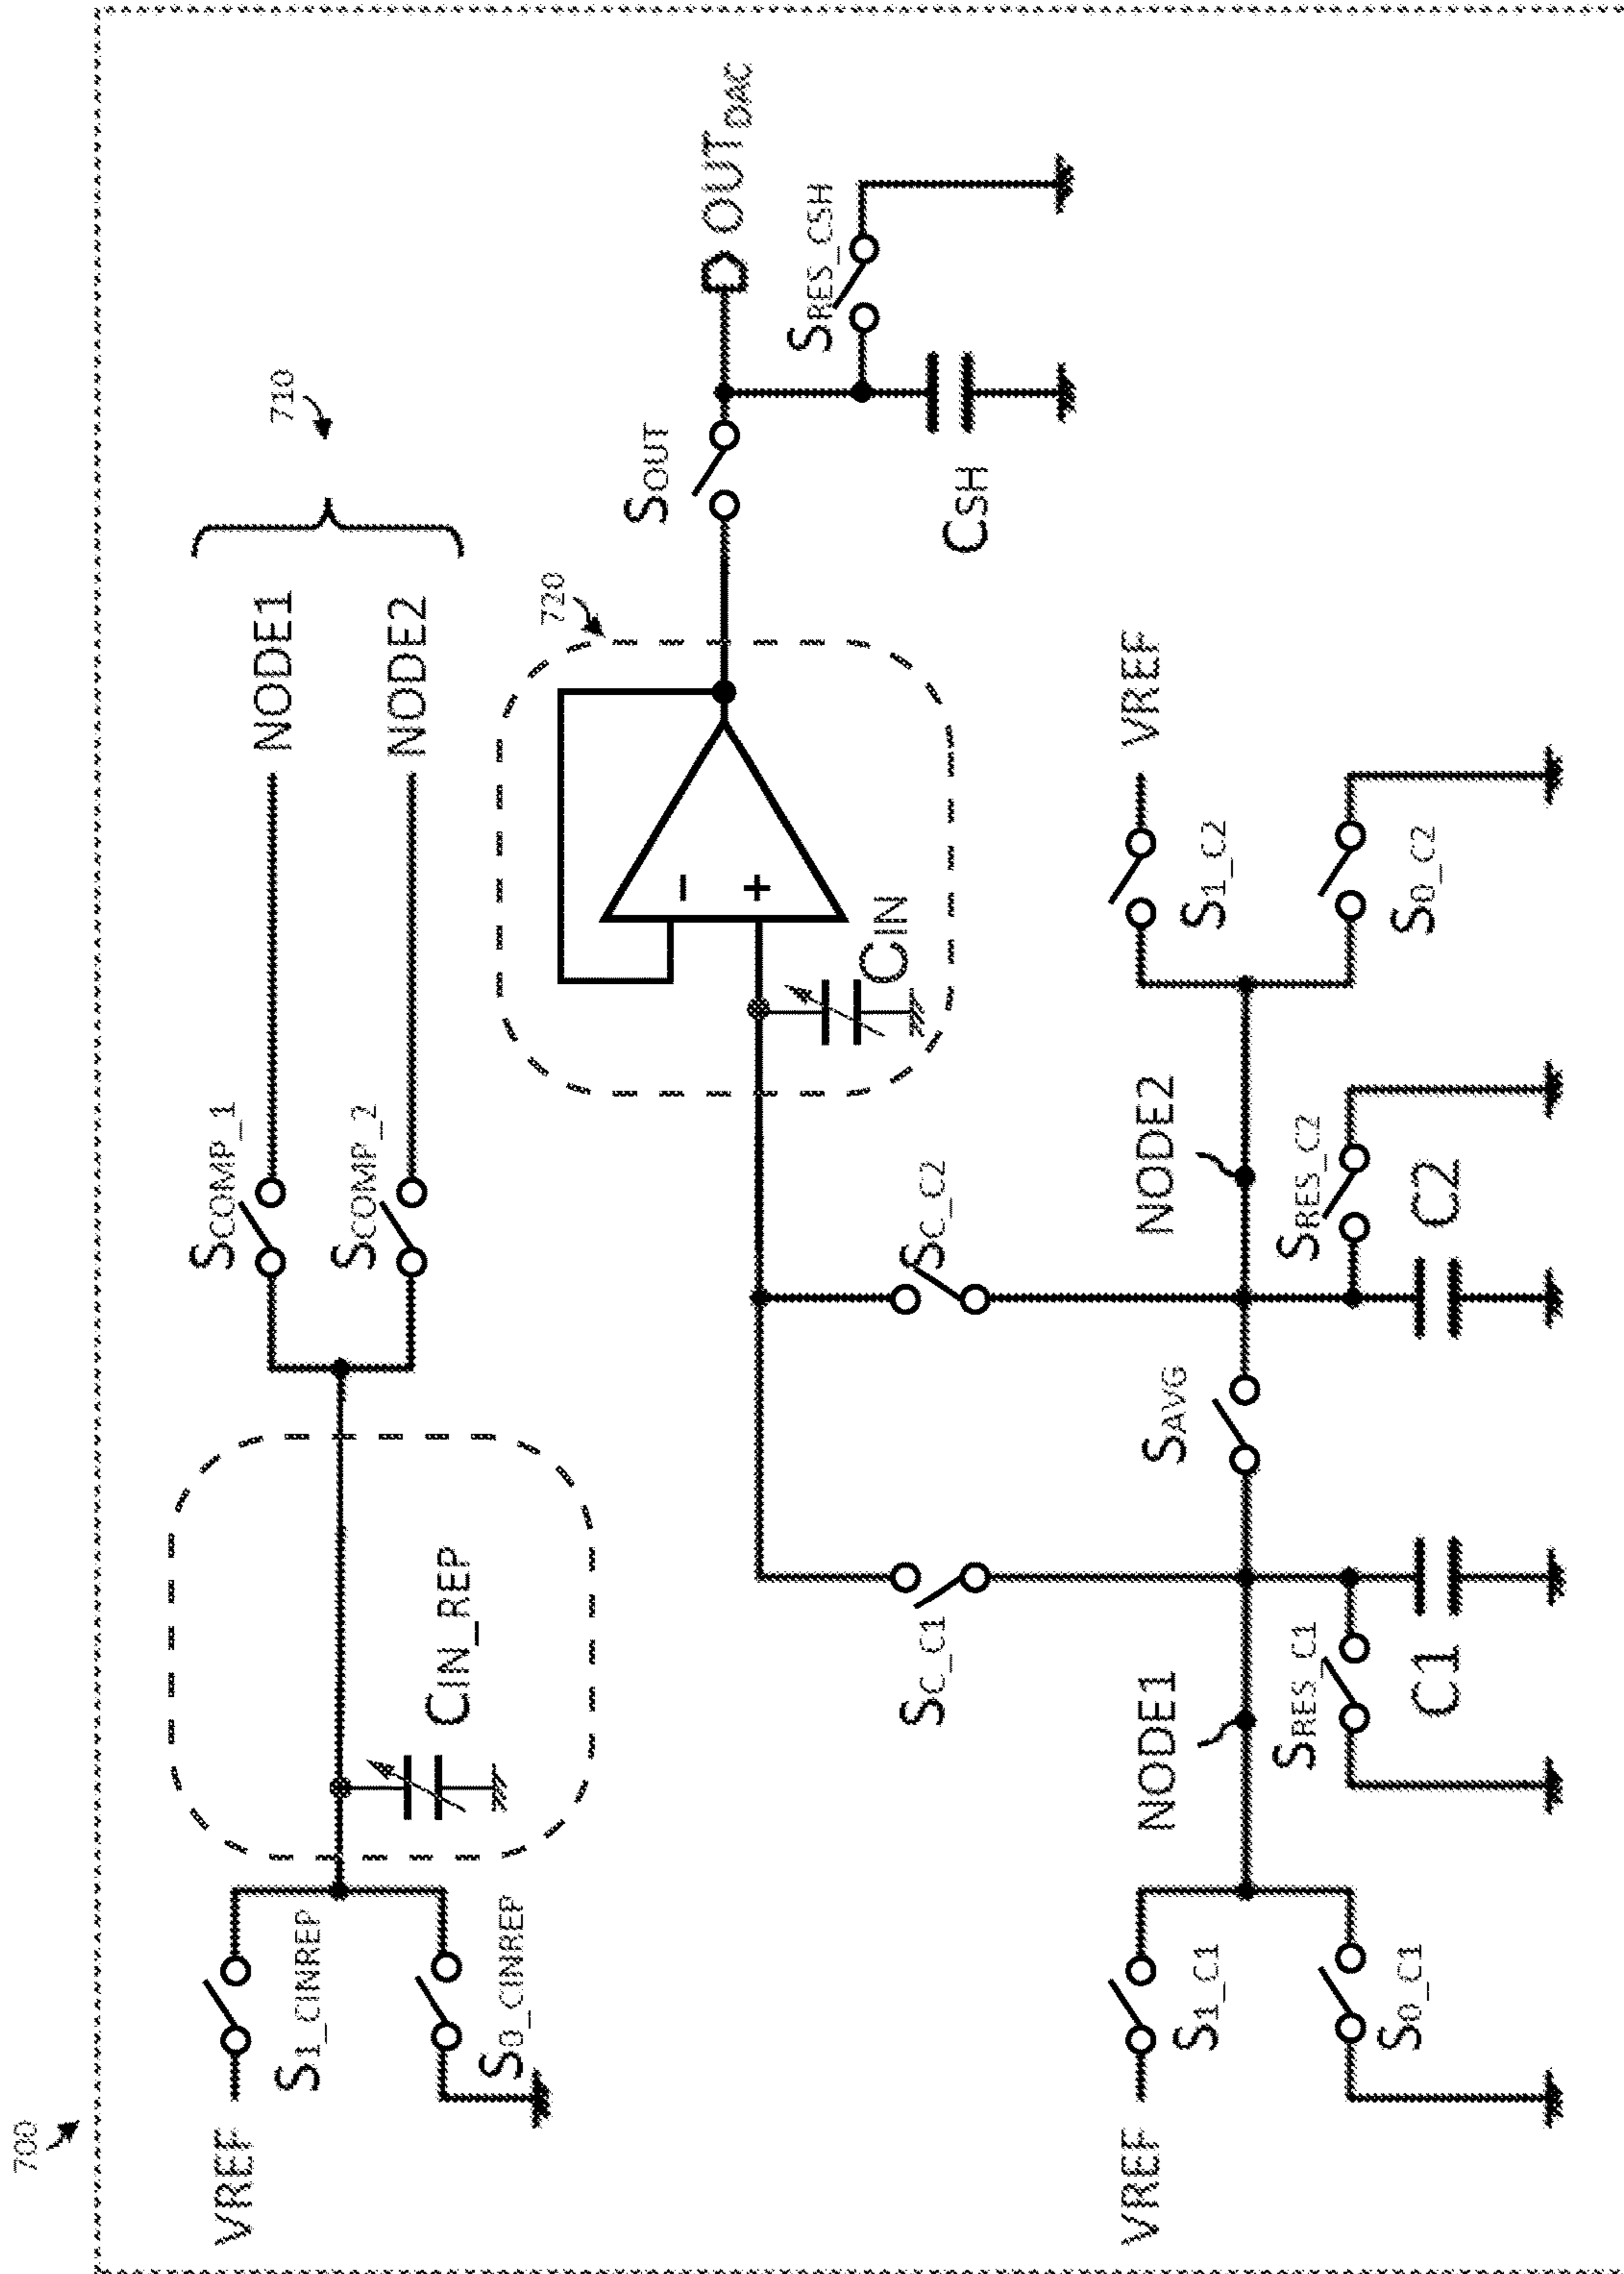 700
710
VREF
S1_CINREP
S0_CINREP
CIN_REP
SCOMP_1
SCOMP_2
NODE1
NODE2
720
−
+
CIN
SOUT
OUTDAC
SRES_CSH
CSH
SC_C1
SC_C2
VREF
S1_C1
S0_C1
NODE1
SRES_C1
C1
SAVG
NODE2
SRES_C2
C2
VREF
S1_C2
S0_C2